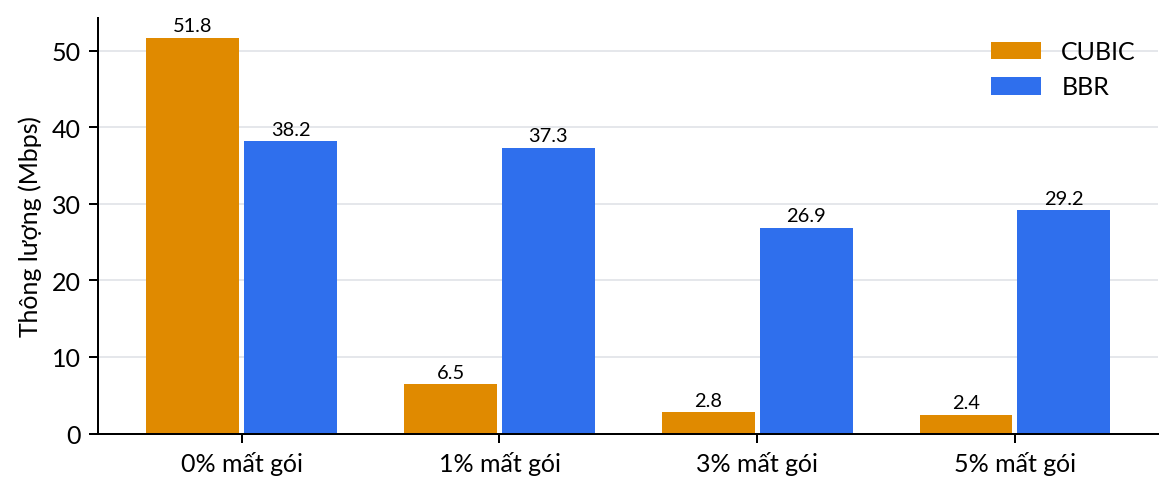 51.8
38.2
6.5
37.3
2.8
26.9
2.4
29.2
CUBIC
BBR
Thông lượng (Mbps)
50
40
30
20
10
0
0% mất gói
1% mất gói
3% mất gói
5% mất gói